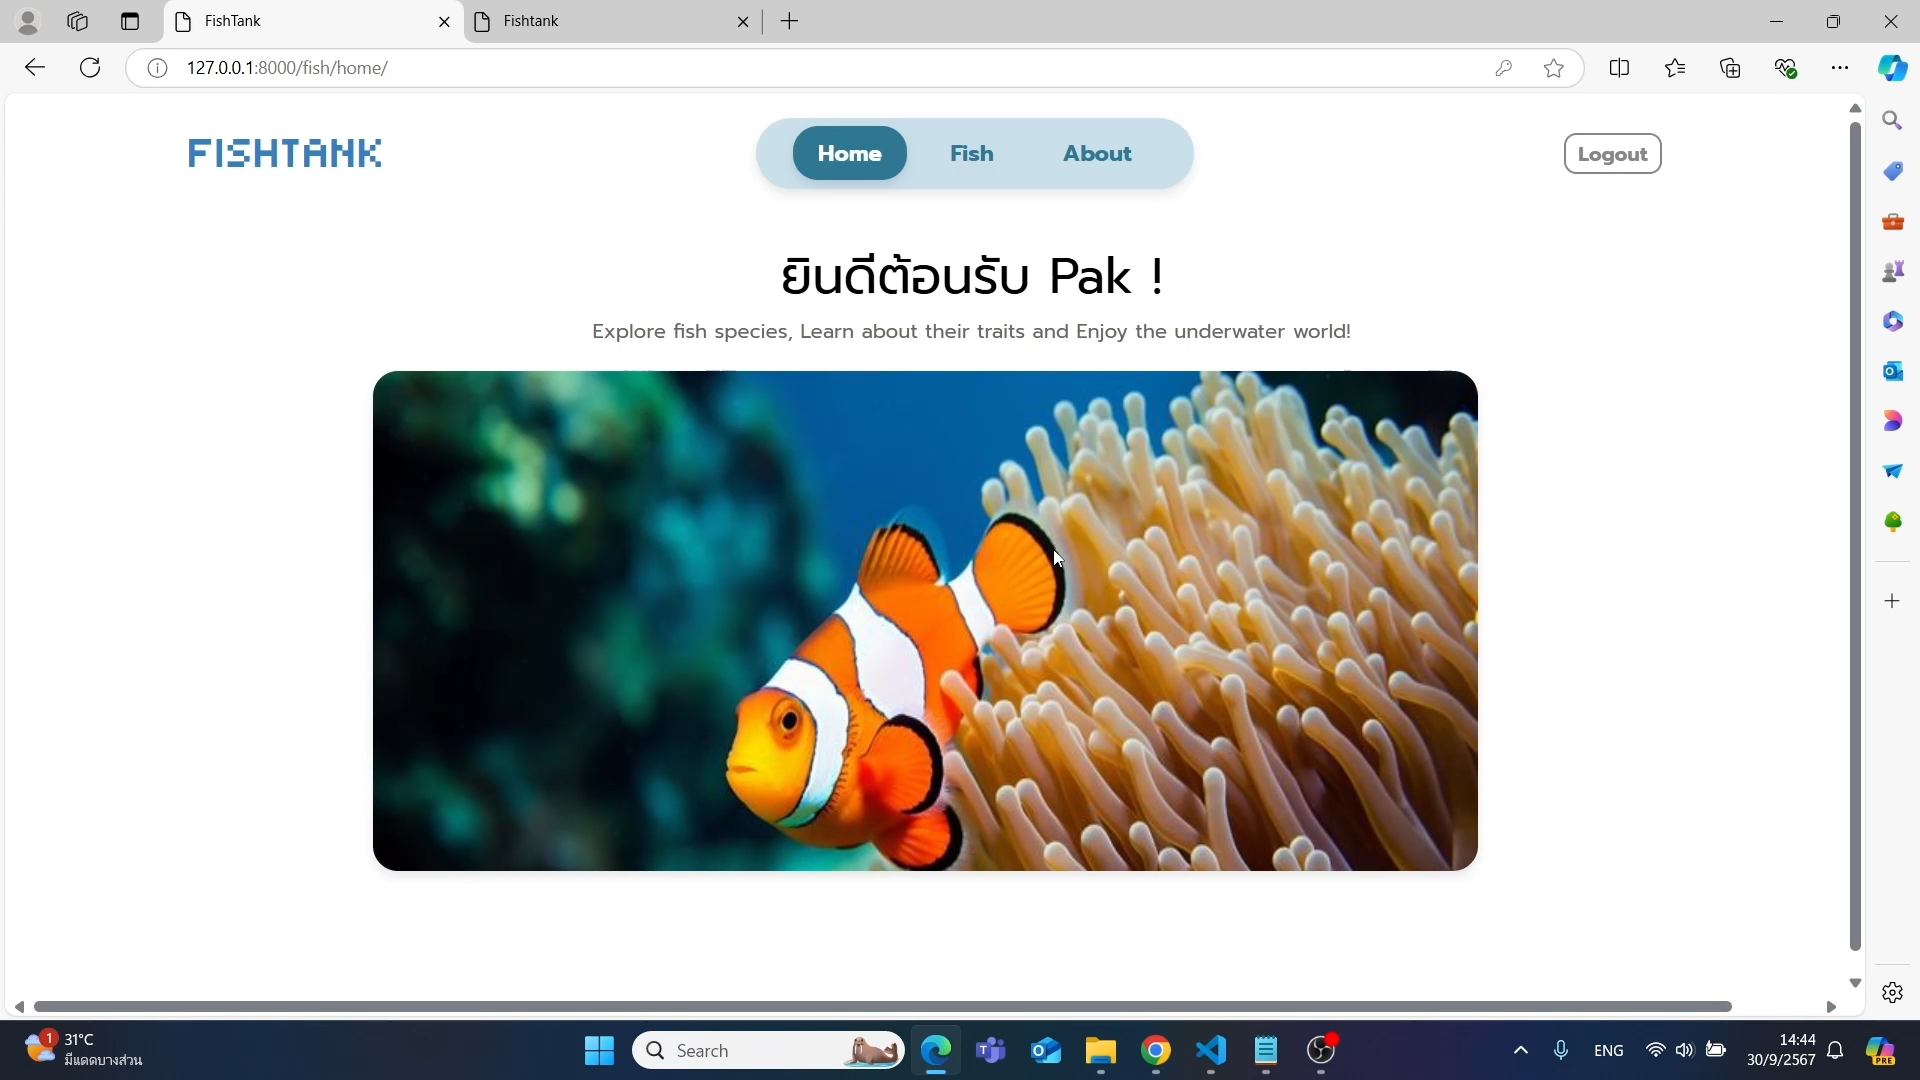 FishTank
Fishtank
127.0.0.1:8000/fish/home/
FISHTANK
Home
Fish
About
Logout
ยินดีต้อนรับ Pak !
Explore fish species, Learn about their traits and Enjoy the underwater world!
1
31°C
มีแดดบางส่วน
Search
ENG
14:44
30/9/2567
PRE